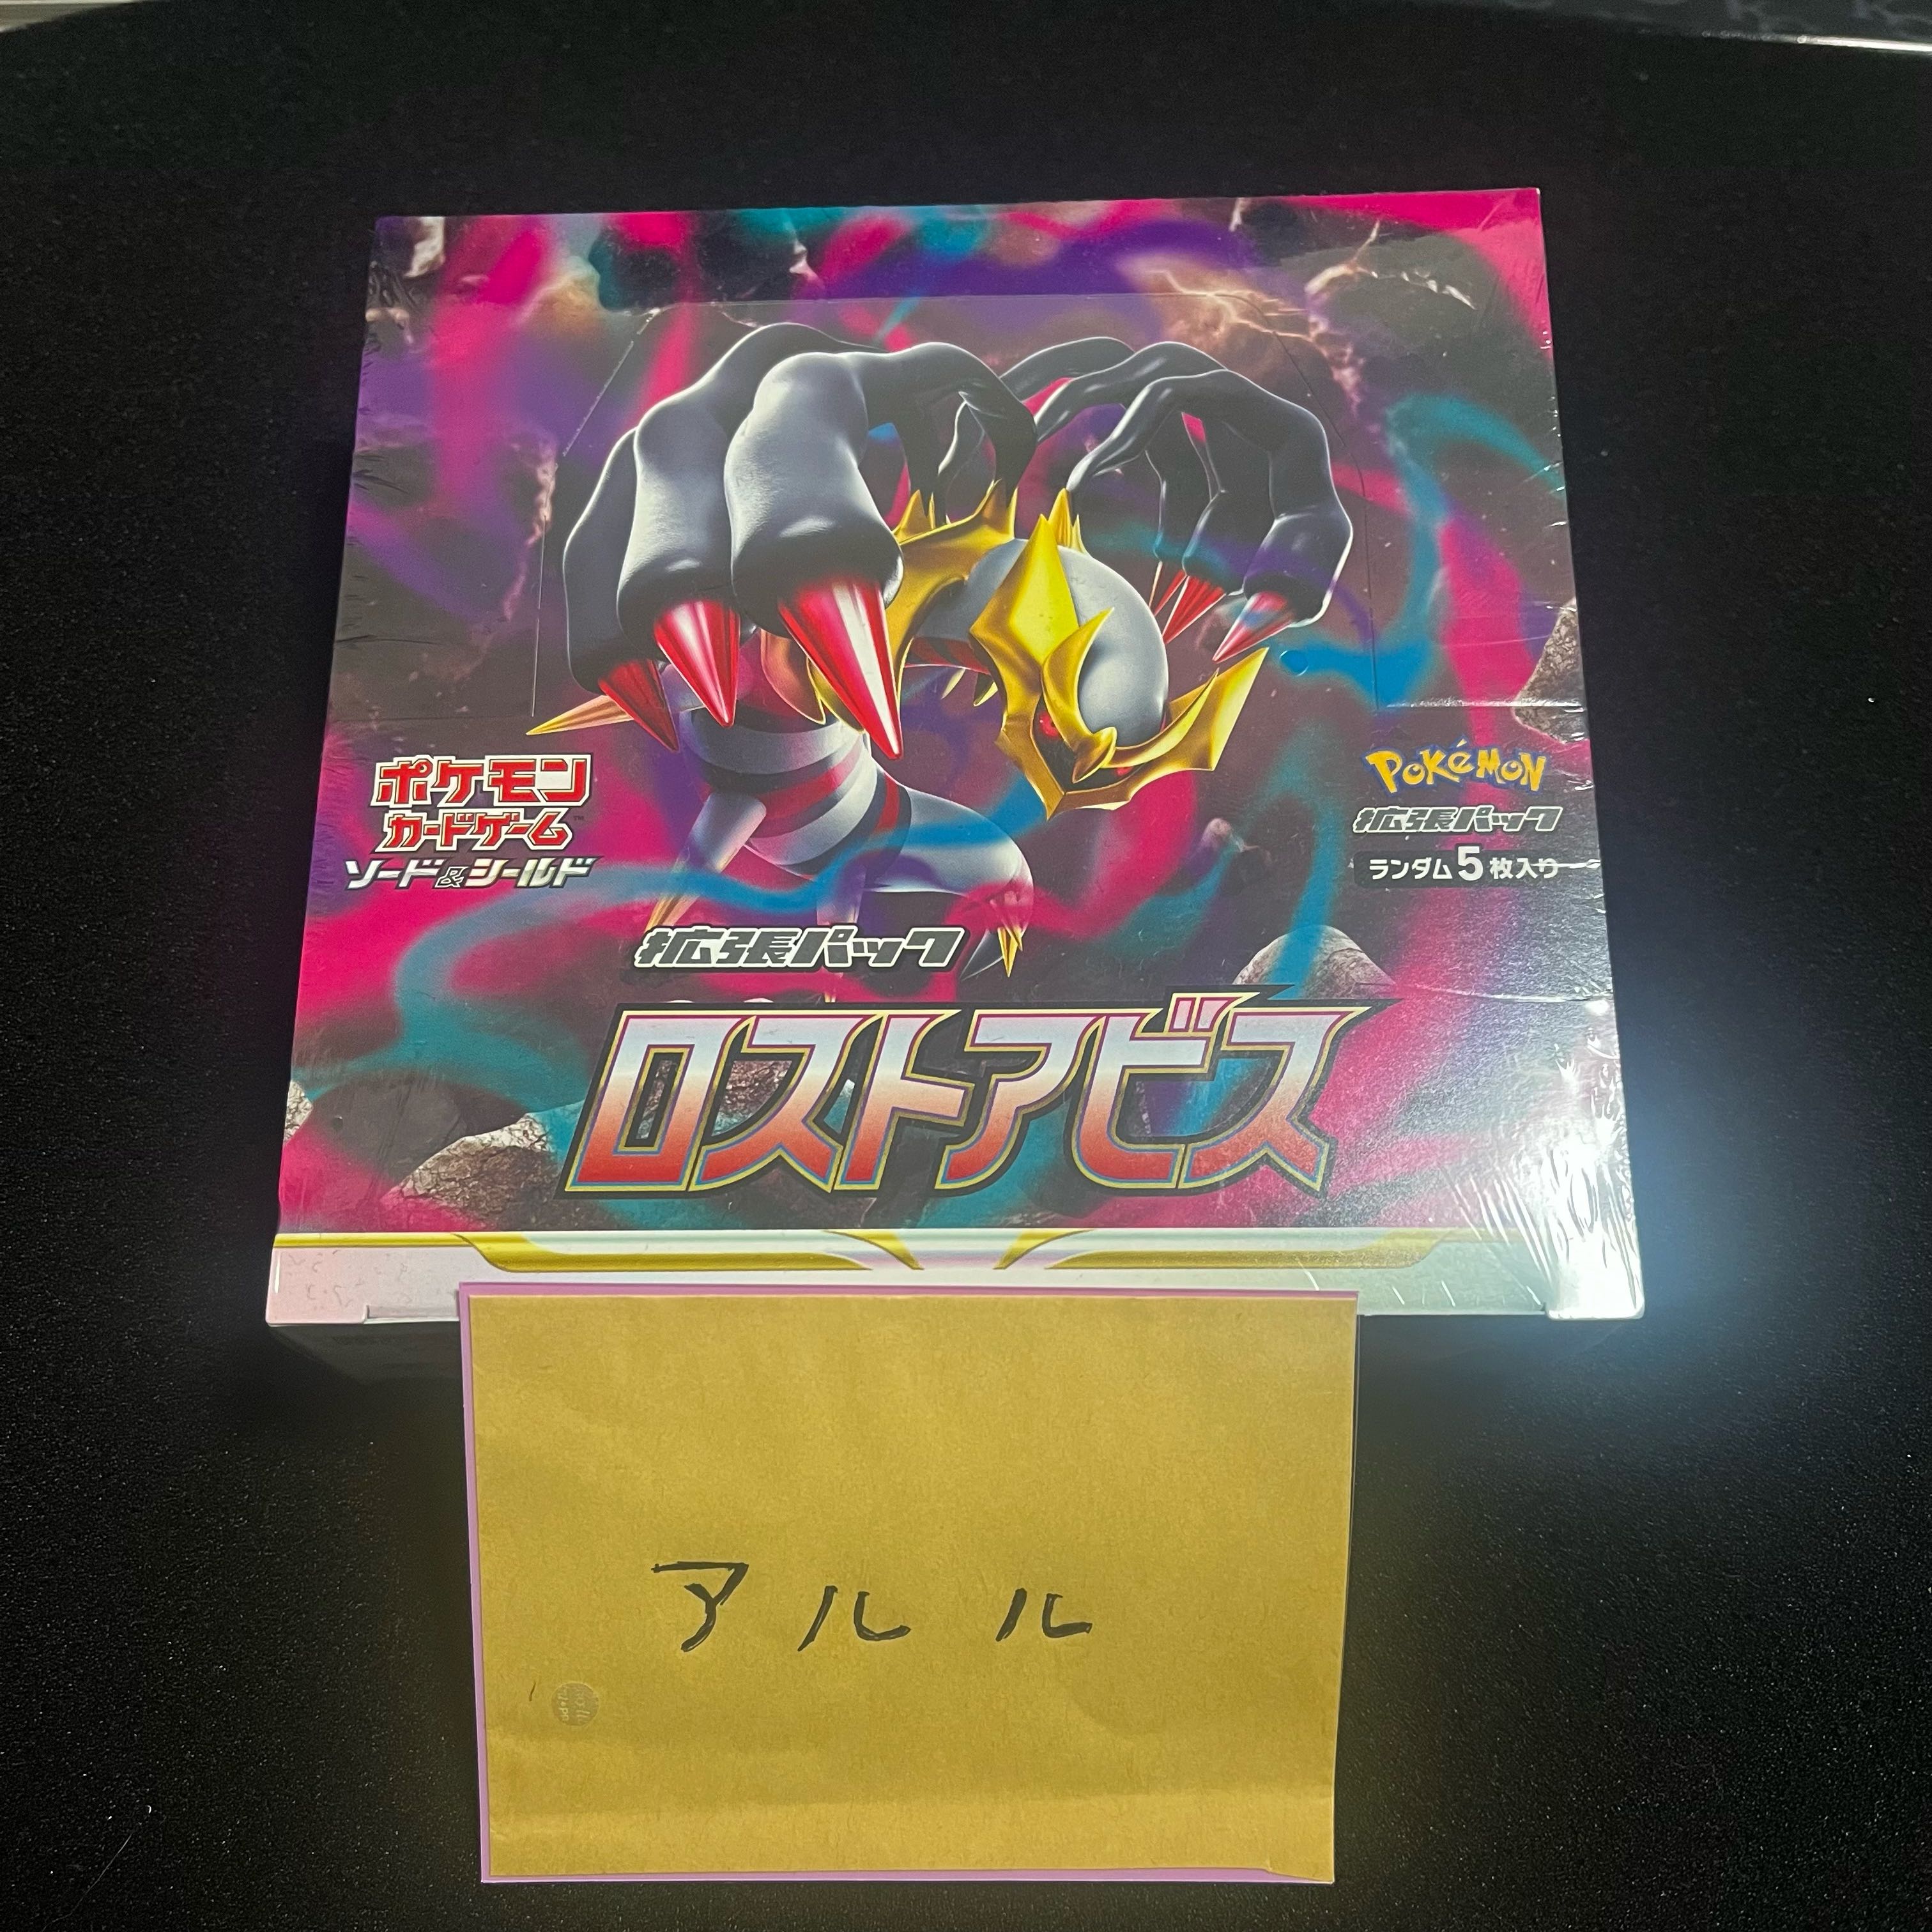 ポケモン
カードゲーム
ソード&シールド
Pokémon
拡張パック
ランダム5枚入り
拡張パック
ロストアビス
アルル